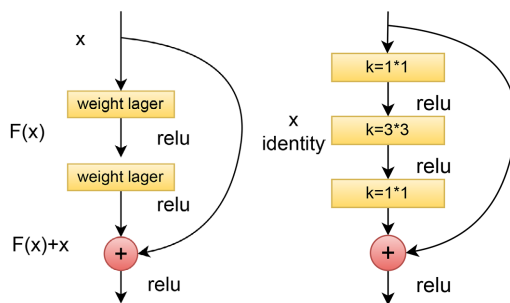 x
weight lager
F(x)
relu
weight lager
relu
F(x)+x
+
relu
k=1*1
relu
x
identity
k=3*3
relu
k=1*1
+
relu